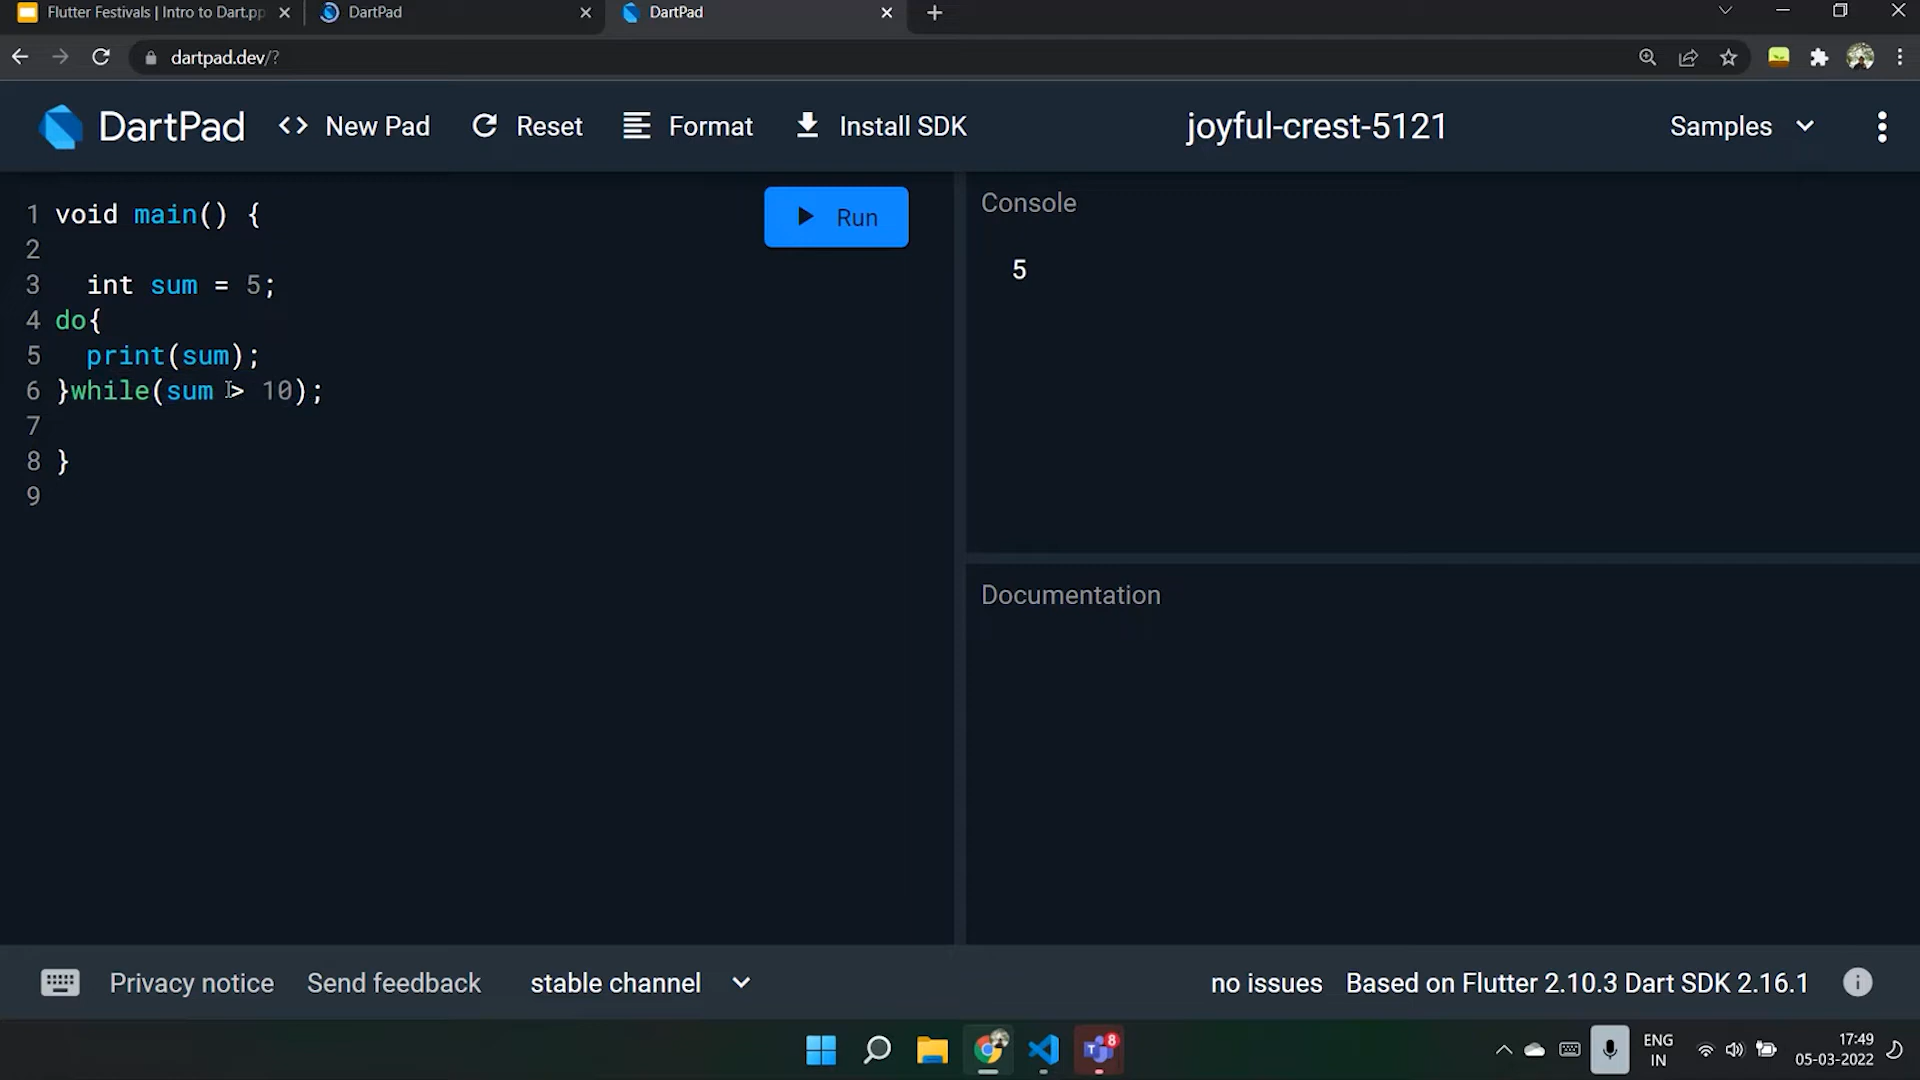 Flutter Festivals | Intro to Dart.pp
DartPad
DartPad
dartpad.dev/?
DartPad
<> New Pad
Reset
Format
Install SDK
joyful-crest-5121
Samples
1 void main() {
2
3 int sum = 5;
4 do{
5 print(sum);
6 }while(sum > 10);
7
8 }
9
Run
Console
5
Documentation
Privacy notice
Send feedback
stable channel
no issues
Based on Flutter 2.10.3 Dart SDK 2.16.1
8
ENG
IN
17:49
05-03-2022